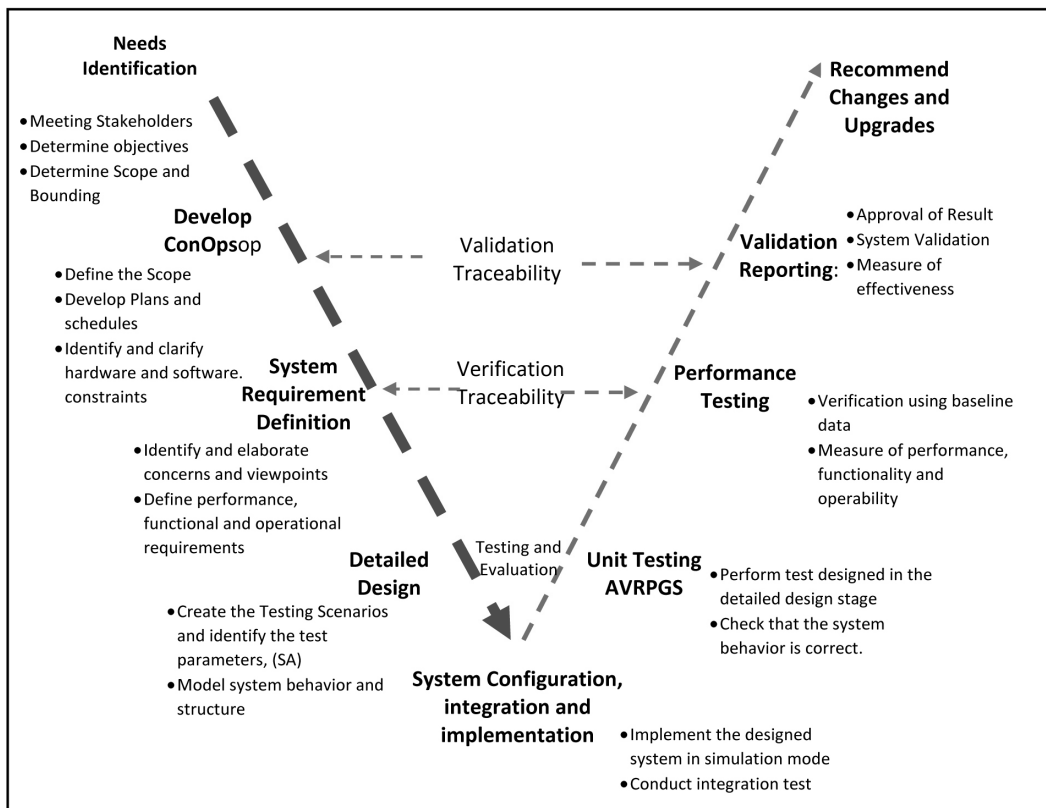 Needs
Identification
• Meeting Stakeholders
• Determine objectives
• Determine Scope and
Bounding
Develop
ConOpsop
• Define the Scope
• Develop Plans and
schedules
• Identify and clarify
hardware and software.
constraints
System
Requirement
Definition
• Identify and elaborate
concerns and viewpoints
• Define performance,
functional and operational
requirements
Detailed
Design
• Create the Testing Scenarios
and identify the test
parameters, (SA)
• Model system behavior and
structure
Validation
Traceability
Verification
Traceability
Testing and
Evaluation
System Configuration,
integration and
implementation
• Implement the designed
system in simulation mode
• Conduct integration test
Unit Testing
AVRPGS
• Perform test designed in the
detailed design stage
• Check that the system
behavior is correct.
Performance
Testing
• Verification using baseline
data
• Measure of performance,
functionality and
operability
Validation
Reporting:
• Approval of Result
• System Validation
• Measure of
effectiveness
Recommend
Changes and
Upgrades